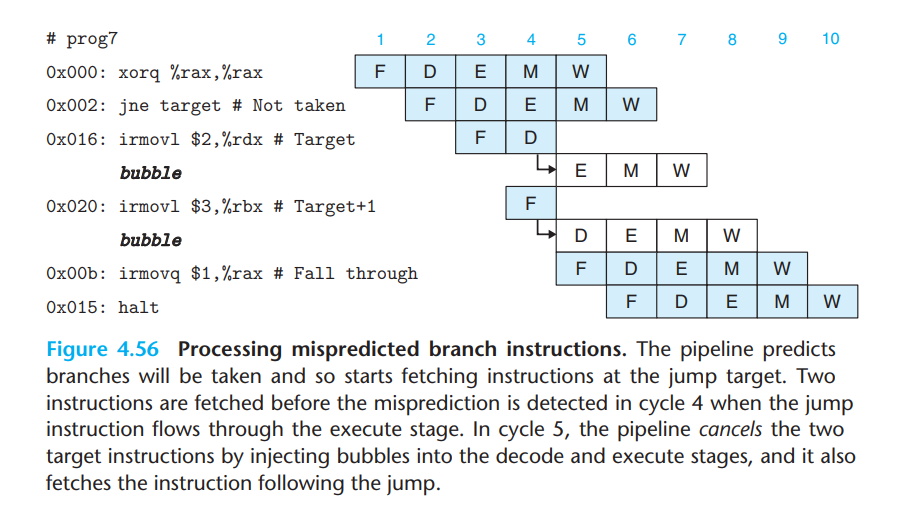 # prog7 1 2 3 4 5 6 7 8 9 10
0x000: xorq %rax,%rax F D E M W
0x002: jne target # Not taken F D E M W
0x016: irmovl $2,%rdx # Target F D
bubble E M W
0x020: irmovl $3,%rbx # Target+1 F
bubble D E M W
0x00b: irmovq $1,%rax # Fall through F D E M W
0x015: halt F D E M W
Figure 4.56 Processing mispredicted branch instructions. The pipeline predicts
branches will be taken and so starts fetching instructions at the jump target. Two
instructions are fetched before the misprediction is detected in cycle 4 when the jump
instruction flows through the execute stage. In cycle 5, the pipeline cancels the two
target instructions by injecting bubbles into the decode and execute stages, and it also
fetches the instruction following the jump.